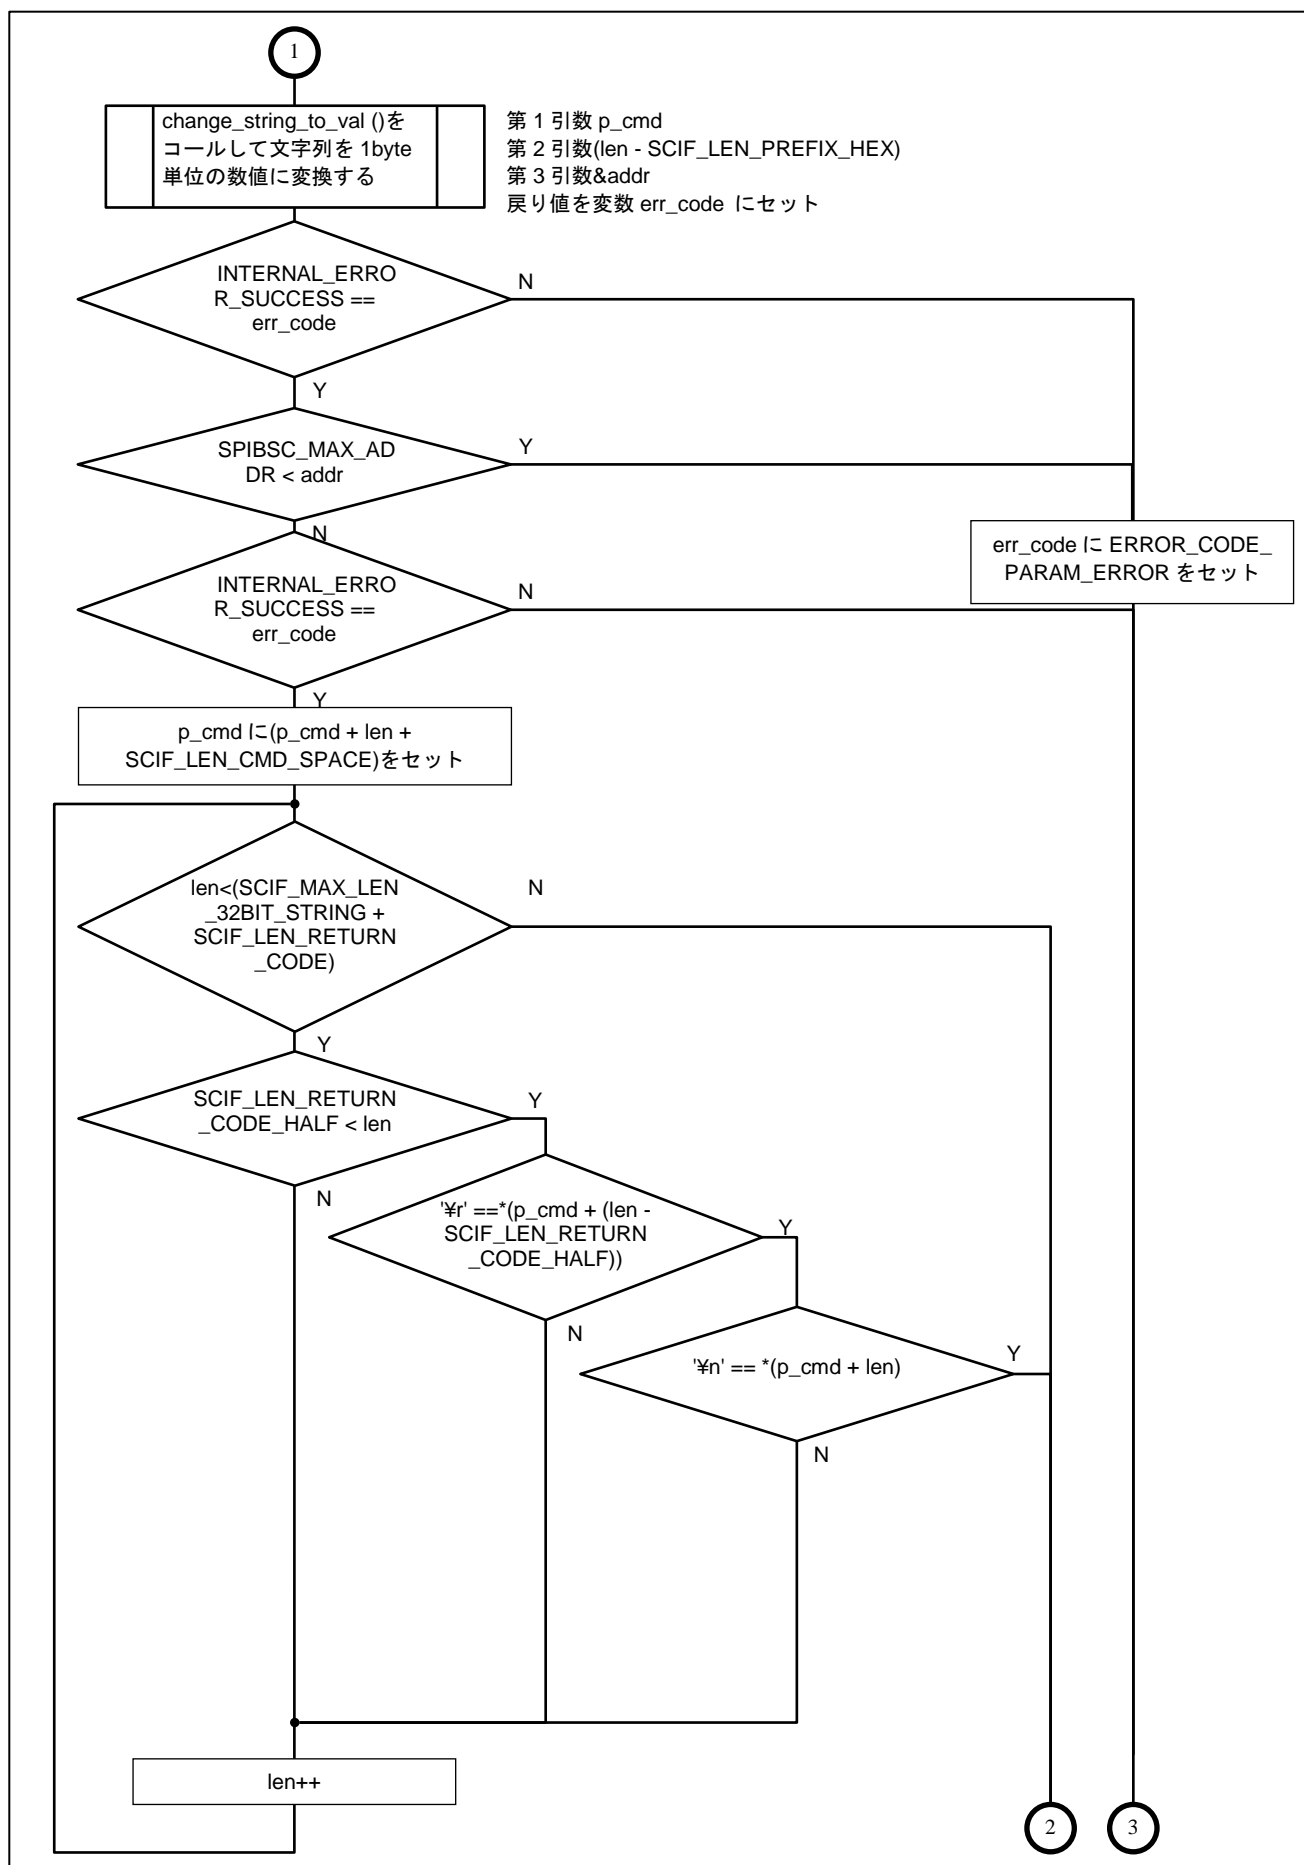 1
change_string_to_val ()を
コールして文字列を 1byte
単位の数値に変換する
第 1 引数 p_cmd
第 2 引数(len - SCIF_LEN_PREFIX_HEX)
第 3 引数&addr
戻り値を変数 err_code にセット
INTERNAL_ERRO
R_SUCCESS ==
err_code
N
Y
SPIBSC_MAX_AD
DR < addr
Y
N
err_code に ERROR_CODE_
PARAM_ERROR をセット
INTERNAL_ERRO
R_SUCCESS ==
err_code
N
Y
p_cmd に(p_cmd + len +
SCIF_LEN_CMD_SPACE)をセット
len<(SCIF_MAX_LEN
_32BIT_STRING +
SCIF_LEN_RETURN
_CODE)
N
Y
SCIF_LEN_RETURN
_CODE_HALF < len
Y
N
'¥r' ==*(p_cmd + (len -
SCIF_LEN_RETURN
_CODE_HALF))
Y
N
'¥n' == *(p_cmd + len)
Y
N
len++
2
3